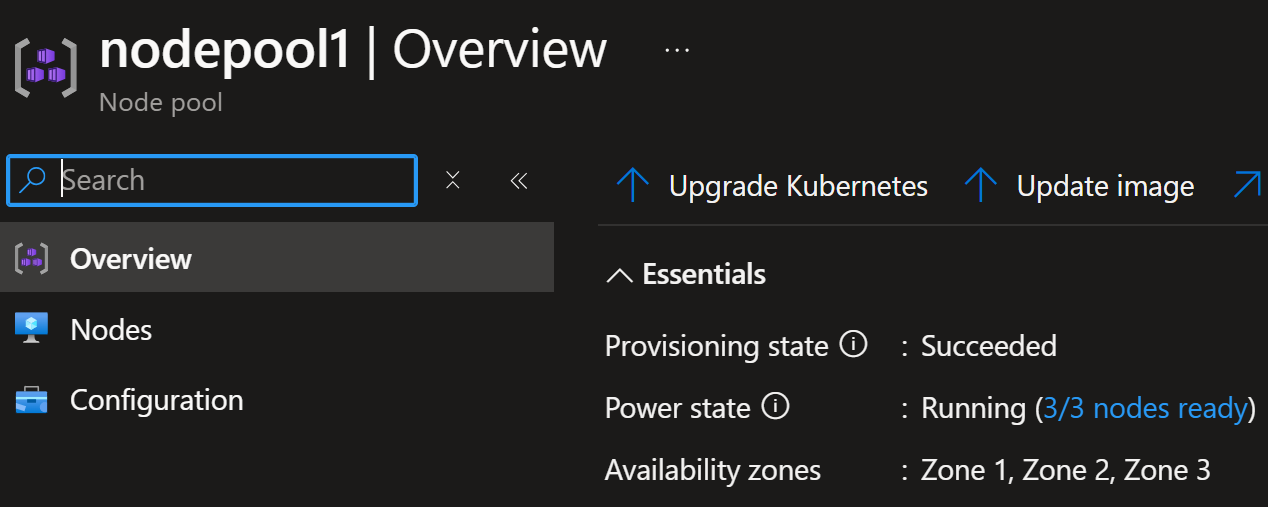 nodepool1 | Overview ...
Node pool
Search
Overview
Nodes
Configuration
Upgrade Kubernetes Update image
Essentials
Provisioning state : Succeeded
Power state : Running (3/3 nodes ready)
Availability zones : Zone 1, Zone 2, Zone 3